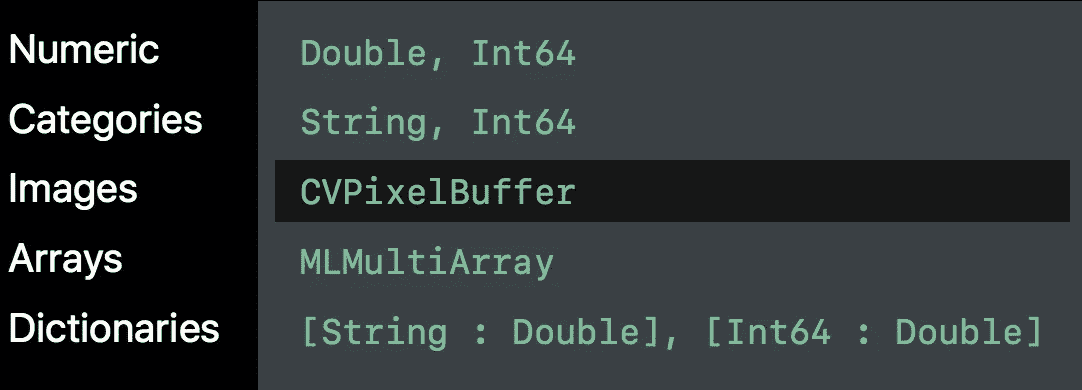 Numeric Double, Int64
Categories String, Int64
Images CVPixelBuffer
Arrays MLMultiArray
Dictionaries [String : Double], [Int64 : Double]